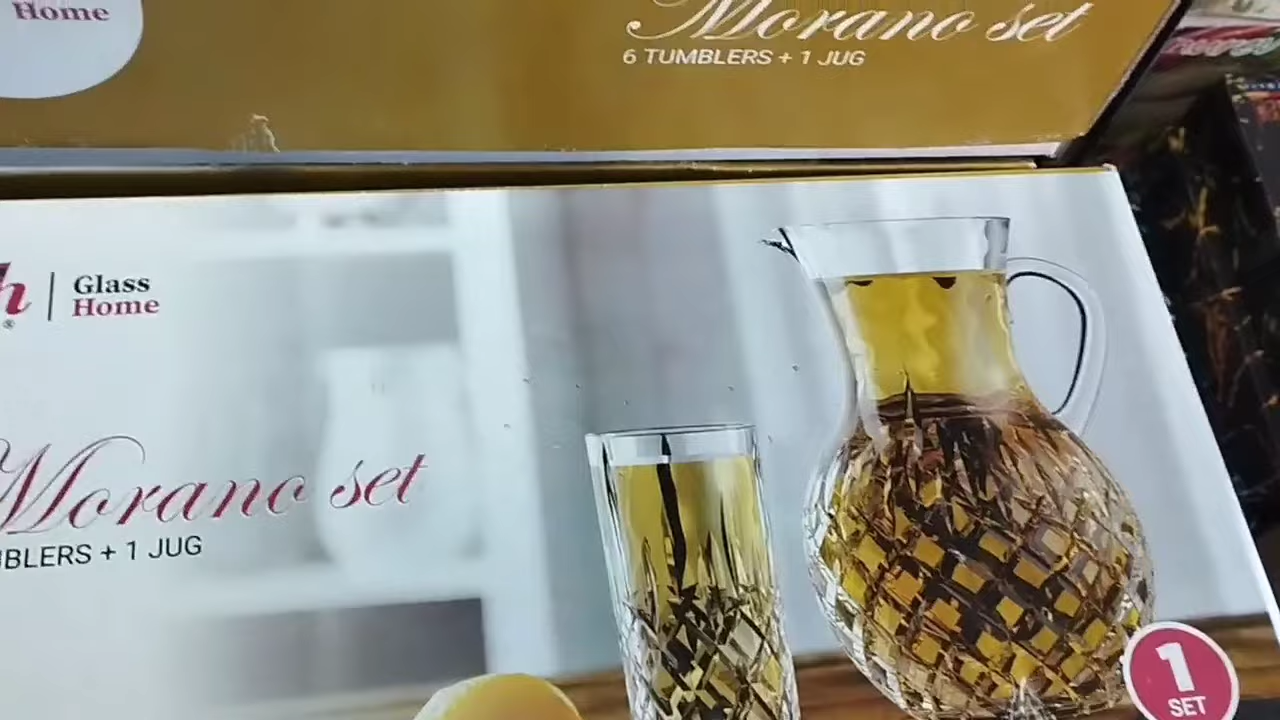 Home
Morano set
6 TUMBLERS + 1 JUG
h
®
Glass
Home
Morano set
BLERS + 1 JUG
1
SET